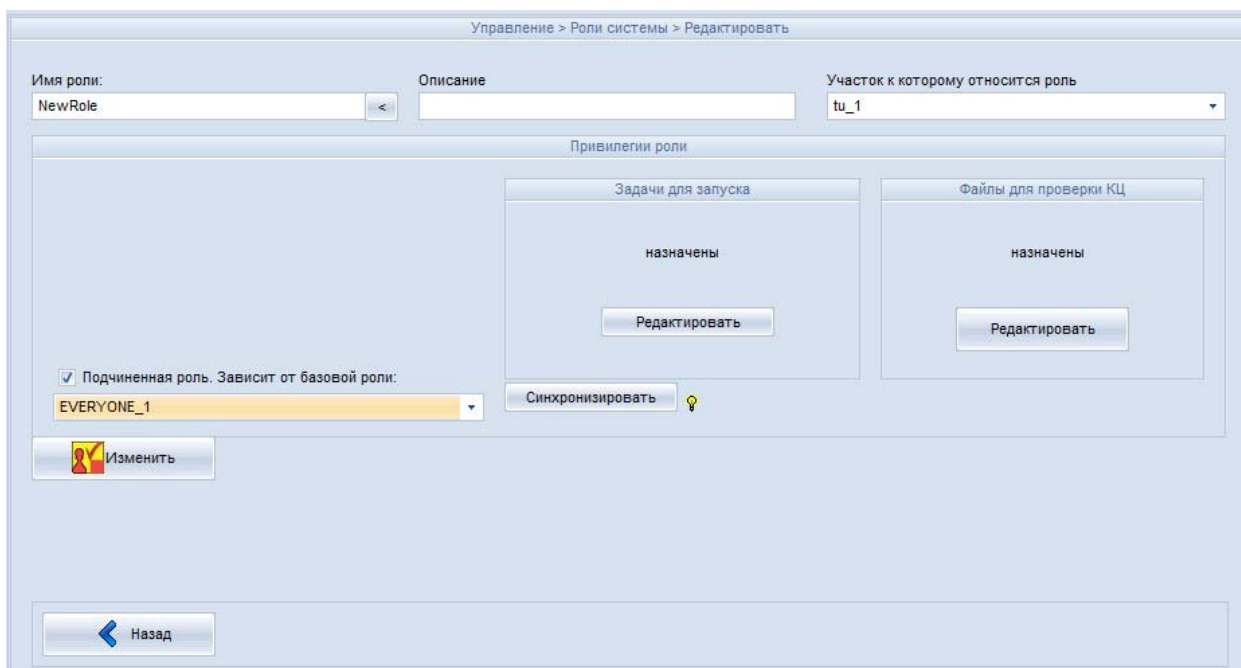 Управление > Роли системы > Редактировать
Имя роли:
Описание
Участок к которому относится роль
NewRole
<
tu_1
Привилегии роли
Задачи для запуска
Файлы для проверки КЦ
назначены
назначены
Редактировать
Редактировать
Подчиненная роль. Зависит от базовой роли:
EVERYONE_1
Синхронизировать
Изменить
Назад